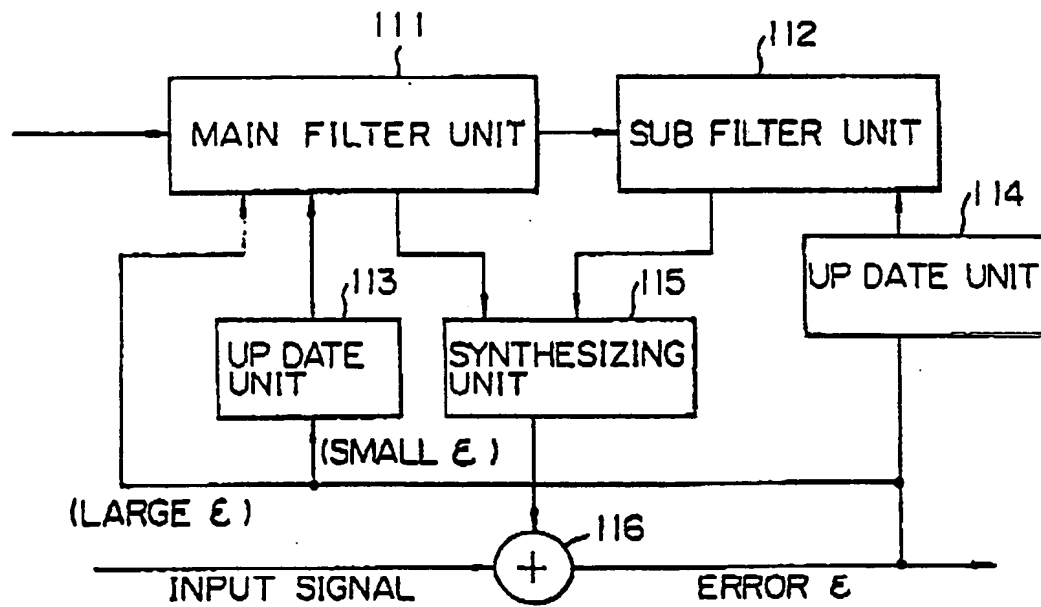 111
112
MAIN FILTER UNIT
SUB FILTER UNIT
114
UP DATE UNIT
113
115
UP DATE
UNIT
SYNTHESIZING
UNIT
(SMALL ε)
(LARGE ε)
116
+
INPUT SIGNAL
ERROR ε